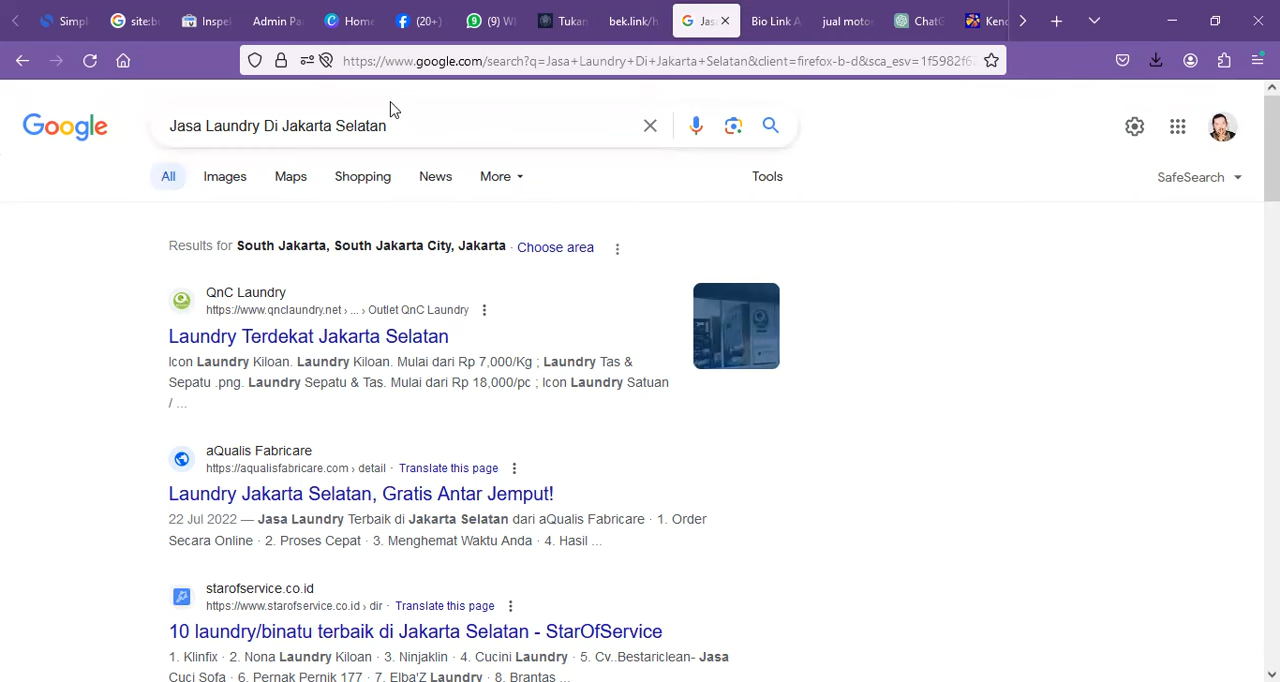 Simpl
site:b
Inspe
Admin Pa
Home
(20+)
(9) W
Tukan
bek.link/h
Jas
Bio Link A
jual moto
ChatG
Kenc
https://www.google.com/search?q=Jasa+Laundry+Di+Jakarta+Selatan&client=firefox-b-d&sca_esv=1f5982f6
Google
Jasa Laundry Di Jakarta Selatan
All
Images
Maps
Shopping
News
More
Tools
SafeSearch
Results for South Jakarta, South Jakarta City, Jakarta · Choose area
QnC Laundry
https://www.qnclaundry.net › ... › Outlet QnC Laundry
Laundry Terdekat Jakarta Selatan
Icon Laundry Kiloan. Laundry Kiloan. Mulai dari Rp 7,000/Kg ; Laundry Tas &
Sepatu .png. Laundry Sepatu & Tas. Mulai dari Rp 18,000/pc ; Icon Laundry Satuan
/ ...
aQualis Fabricare
https://aqualisfabricare.com › detail · Translate this page
Laundry Jakarta Selatan, Gratis Antar Jemput!
22 Jul 2022 — Jasa Laundry Terbaik di Jakarta Selatan dari aQualis Fabricare · 1. Order
Secara Online · 2. Proses Cepat · 3. Menghemat Waktu Anda · 4. Hasil ...
starofservice.co.id
https://www.starofservice.co.id › dir · Translate this page
10 laundry/binatu terbaik di Jakarta Selatan - StarOfService
1. Klinfix · 2. Nona Laundry Kiloan · 3. Ninjaklin · 4. Cucini Laundry · 5. Cv..Bestariclean- Jasa
Cuci Sofa · 6. Pernak Pernik 177 · 7. Elba'Z Laundry · 8. Brantas ...